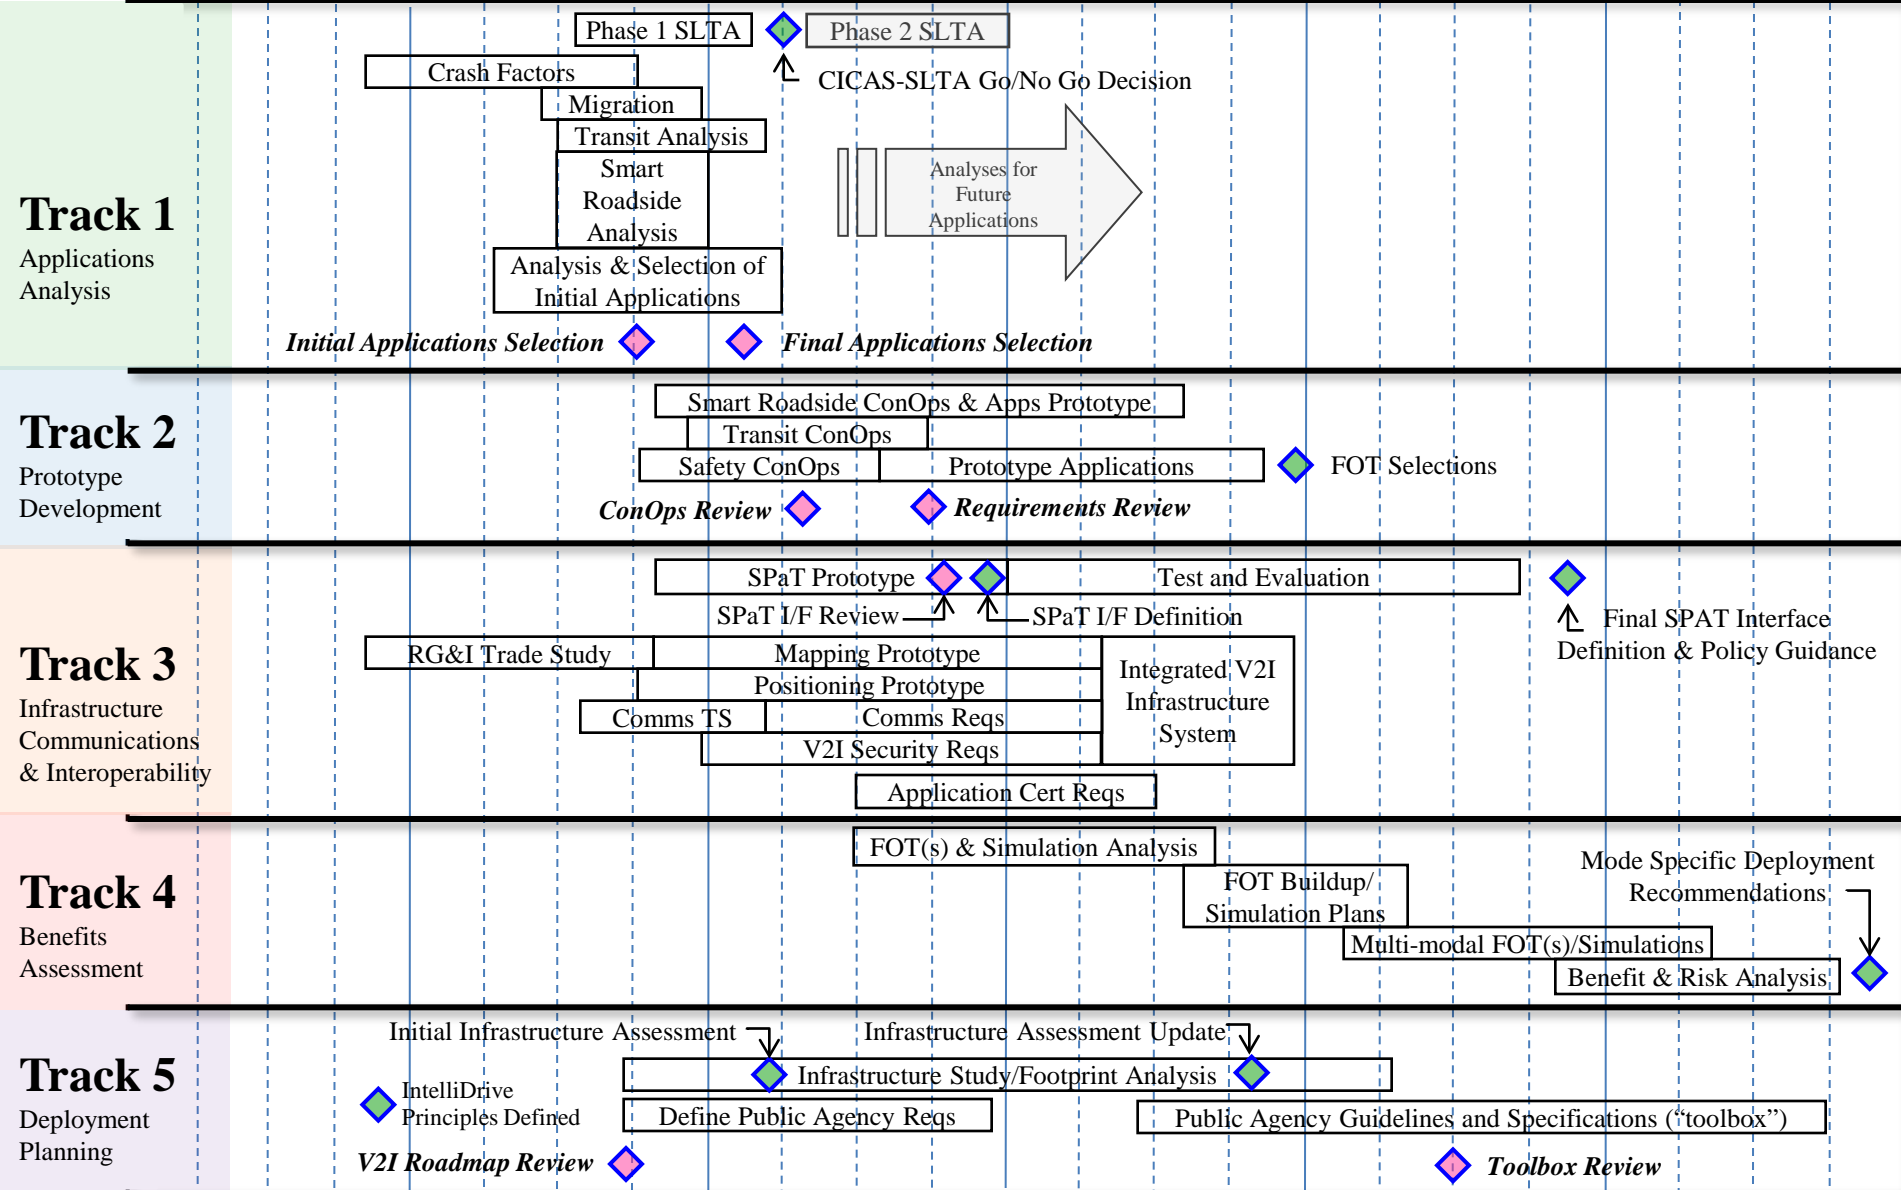 Track 1
Applications
Analysis
Phase 1 SLTA
Phase 2 SLTA
CICAS-SLTA Go/No Go Decision
Crash Factors
Migration
Transit Analysis
Smart
Roadside
Analysis
Analyses for
Future
Applications
Analysis & Selection of
Initial Applications
Initial Applications Selection
Final Applications Selection
Track 2
Prototype
Development
Smart Roadside ConOps & Apps Prototype
Transit ConOps
Safety ConOps
Prototype Applications
FOT Selections
ConOps Review
Requirements Review
Track 3
Infrastructure
Communications
& Interoperability
SPaT Prototype
Test and Evaluation
SPaT I/F Review
SPaT I/F Definition
Final SPAT Interface
Definition & Policy Guidance
RG&I Trade Study
Mapping Prototype
Positioning Prototype
Comms TS
Comms Reqs
V2I Security Reqs
Integrated V2I
Infrastructure
System
Application Cert Reqs
Track 4
Benefits
Assessment
FOT(s) & Simulation Analysis
FOT Buildup/
Simulation Plans
Multi-modal FOT(s)/Simulations
Benefit & Risk Analysis
Mode Specific Deployment
Recommendations
Track 5
Deployment
Planning
Initial Infrastructure Assessment
Infrastructure Assessment Update
Infrastructure Study/Footprint Analysis
IntelliDrive
Principles Defined
Define Public Agency Reqs
Public Agency Guidelines and Specifications (“toolbox”)
V2I Roadmap Review
Toolbox Review